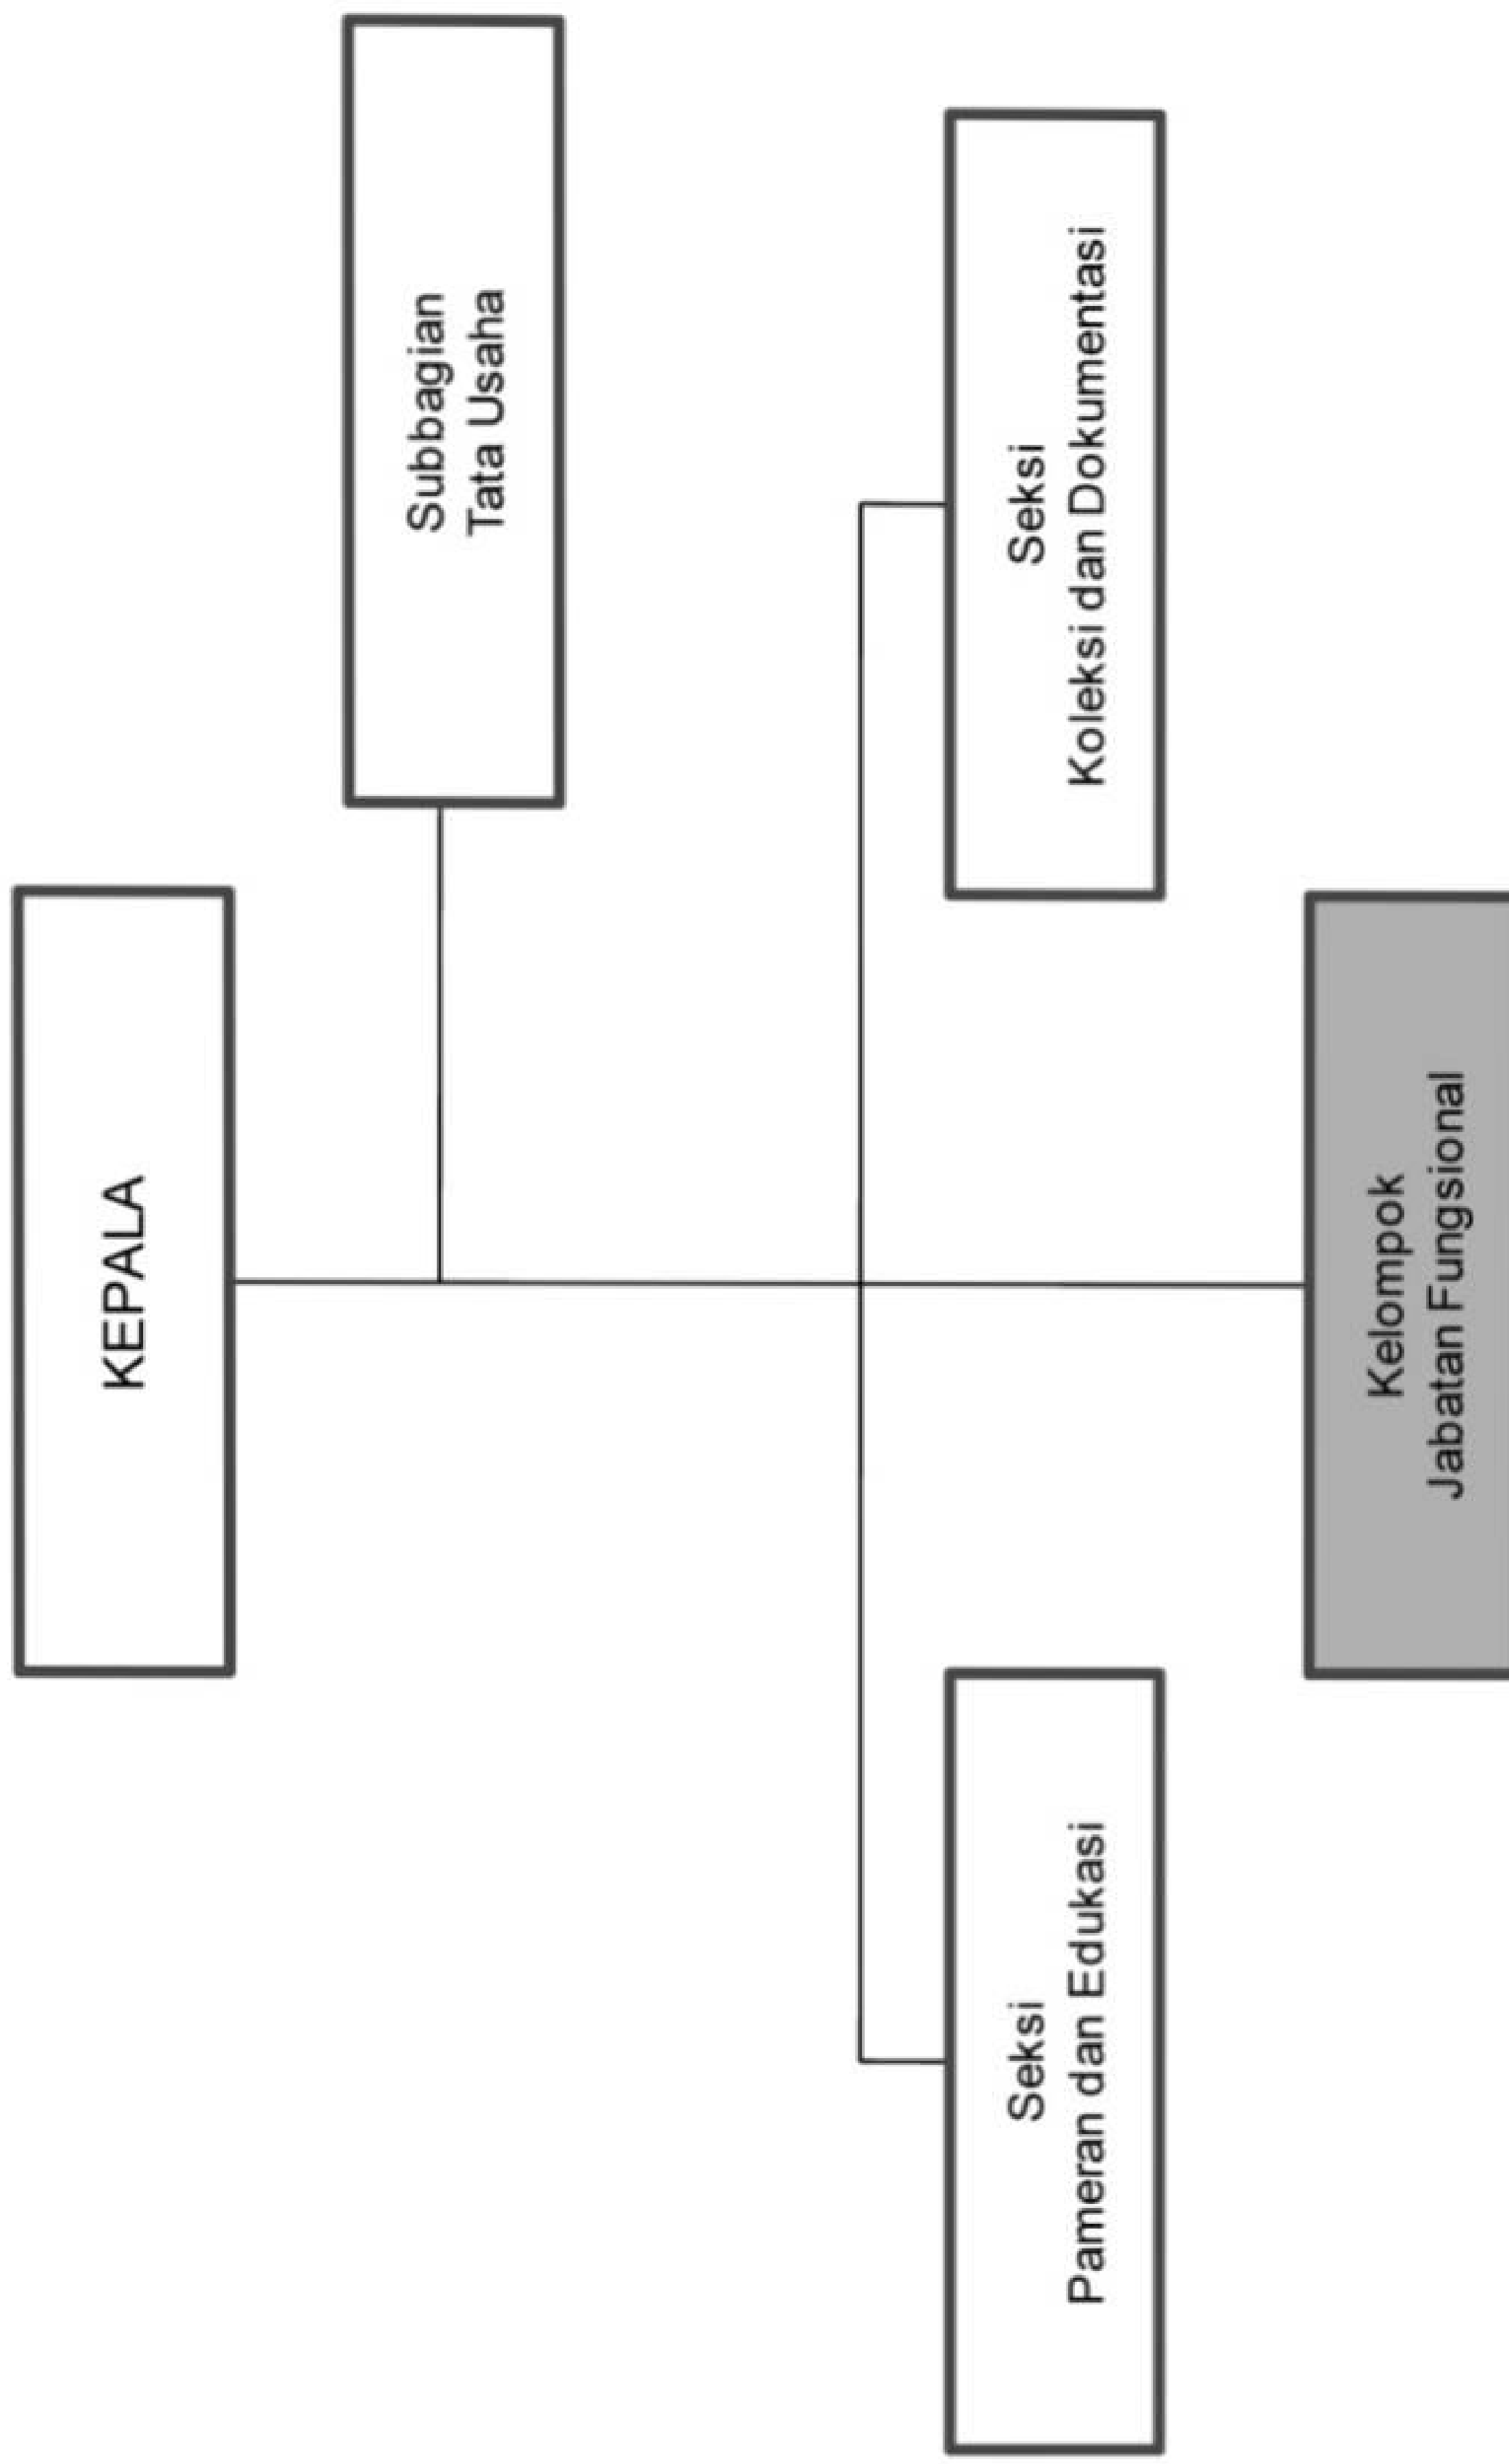 KEPALA
Subbagian
Tata Usaha
Seksi
Pameran dan Edukasi
Seksi
Koleksi dan Dokumentasi
Kelompok
Jabatan Fungsional